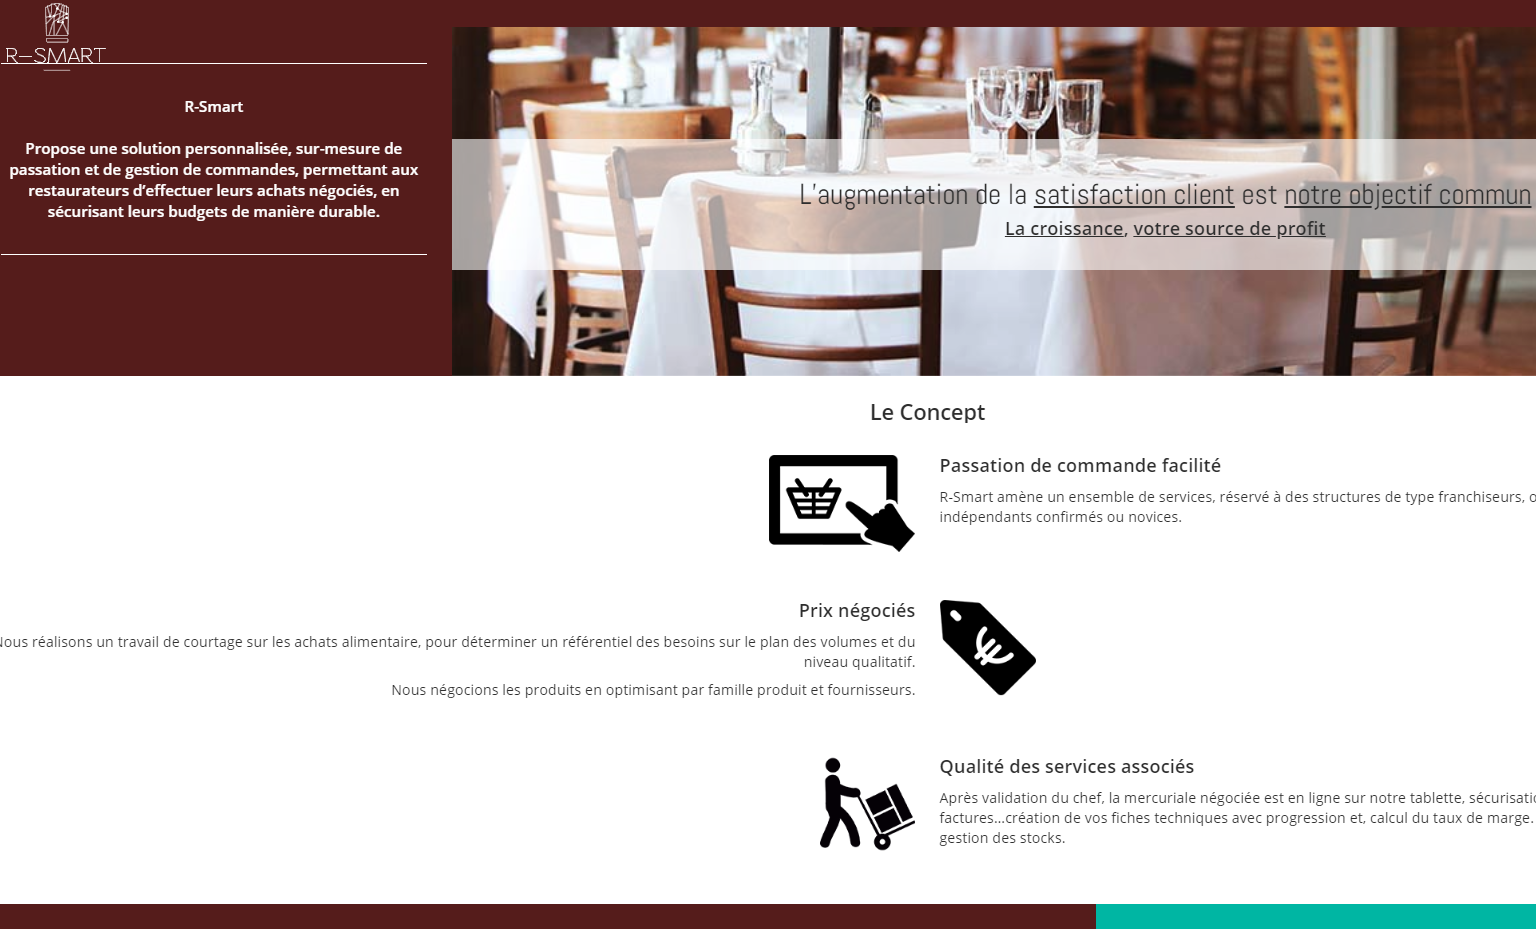 R-SMART
R-Smart
Propose une solution personnalisée, sur-mesure de
passation et de gestion de commandes, permettant aux
restaurateurs d’effectuer leurs achats négociés, en
sécurisant leurs budgets de manière durable.
L'augmentation de la satisfaction client est notre objectif commun
La croissance, votre source de profit
Le Concept
Passation de commande facilité
R-Smart amène un ensemble de services, réservé à des structures de type franchiseurs,
indépendants confirmés ou novices.
Prix négociés
Nous réalisons un travail de courtage sur les achats alimentaire, pour déterminer un référentiel des besoins sur le plan des volumes et du
niveau qualitatif.
Nous négocions les produits en optimisant par famille produit et fournisseurs.
Qualité des services associés
Après validation du chef, la mercuriale négociée est en ligne sur notre tablette,
factures...création de vos fiches techniques avec progression et, calcul du taux de marge.
gestion des stocks.